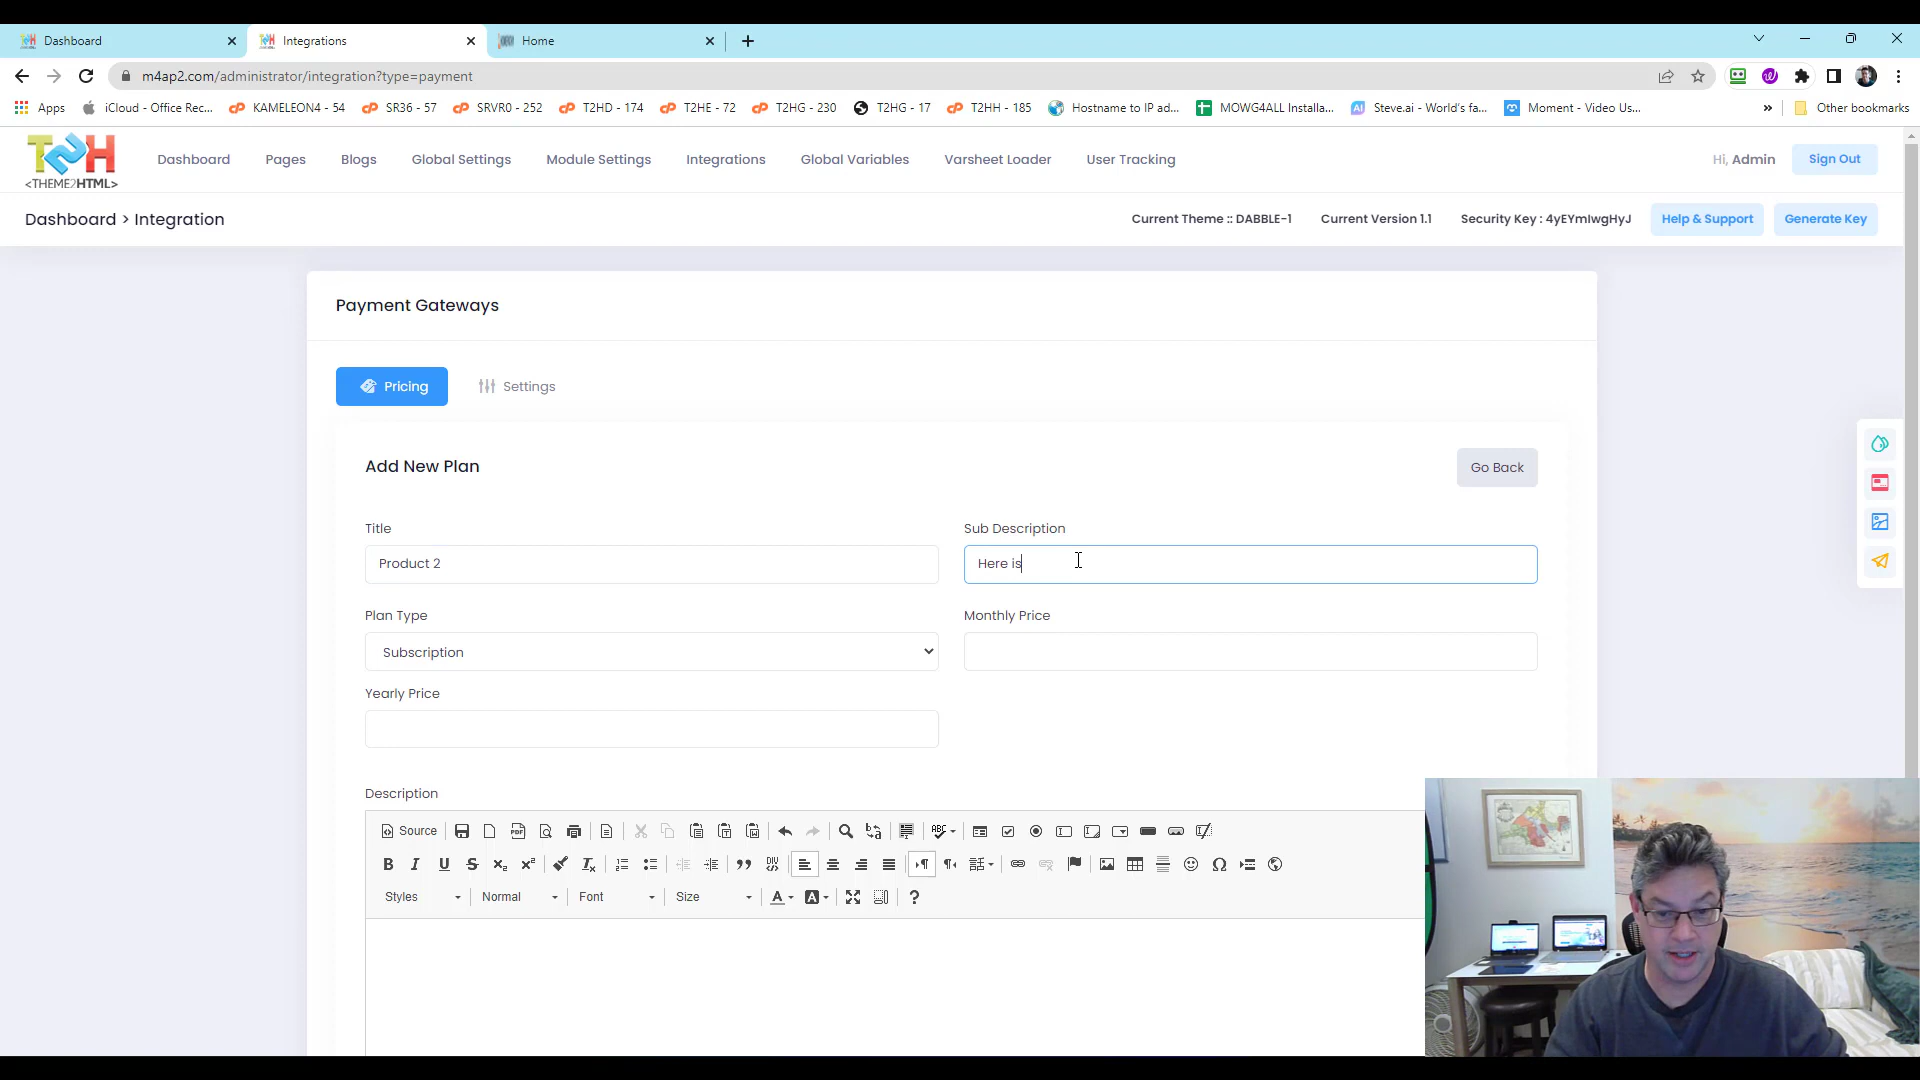 Dashboard
Integrations
Home
m4ap2.com/administrator/integration?type=payment
Apps
iCloud - Office Rec...
KAMELEON4 - 54
SR36 - 57
SRVR0 - 252
T2HD - 174
T2HE - 72
T2HG - 230
T2HG - 17
T2HH - 185
Hostname to IP ad...
MOWG4ALL Installa...
Steve.ai - World's fa...
Moment - Video Us...
»
Other bookmarks
T2H
<THEME2HTML>
Dashboard
Pages
Blogs
Global Settings
Module Settings
Integrations
Global Variables
Varsheet Loader
User Tracking
Hi, Admin
Sign Out
Dashboard > Integration
Current Theme :: DABBLE-1
Current Version 1.1
Security Key : 4yEYmIwgHyJ
Help & Support
Generate Key
Payment Gateways
Pricing
Settings
Add New Plan
Go Back
Title
Sub Description
Product 2
Here is
Plan Type
Monthly Price
Subscription
Yearly Price
Description
Source
Styles
Normal
Font
Size